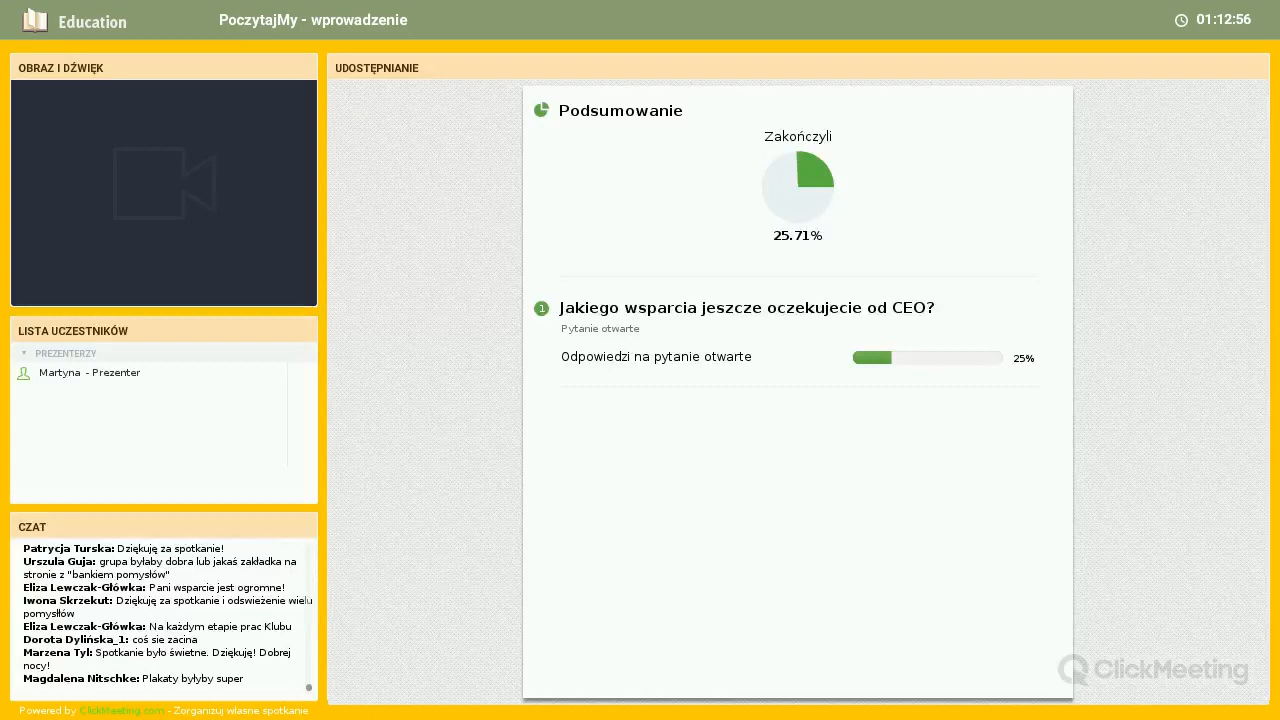 Education
PoczytajMy - wprowadzenie
01:12:56
OBRAZ I DŹWIĘK
LISTA UCZESTNIKÓW
PREZENTERZY
Martyna - Prezenter
CZAT
Patrycja Turska: Dziękuję za spotkanie!
Urszula Guja: grupa byłaby dobra lub jakaś zakładka na
stronie z "bankiem pomysłów"
Eliza Lewczak-Główka: Pani wsparcie jest ogromne!
Iwona Skrzekut: Dziękuję za spotkanie i odswieżenie wielu
pomysłłów
Eliza Lewczak-Główka: Na każdym etapie prac Klubu
Dorota Dylińska_1: coś sie zacina
Marzena Tyl: Spotkanie było świetne. Dziękuję! Dobrej
nocy!
Magdalena Nitschke: Plakaty byłyby super
Powered by ClickMeeting.com - Zorganizuj własne spotkanie
UDOSTĘPNIANIE
Podsumowanie
Zakończyli
25.71%
1 Jakiego wsparcia jeszcze oczekujecie od CEO?
Pytanie otwarte
Odpowiedzi na pytanie otwarte 25%
ClickMeeting